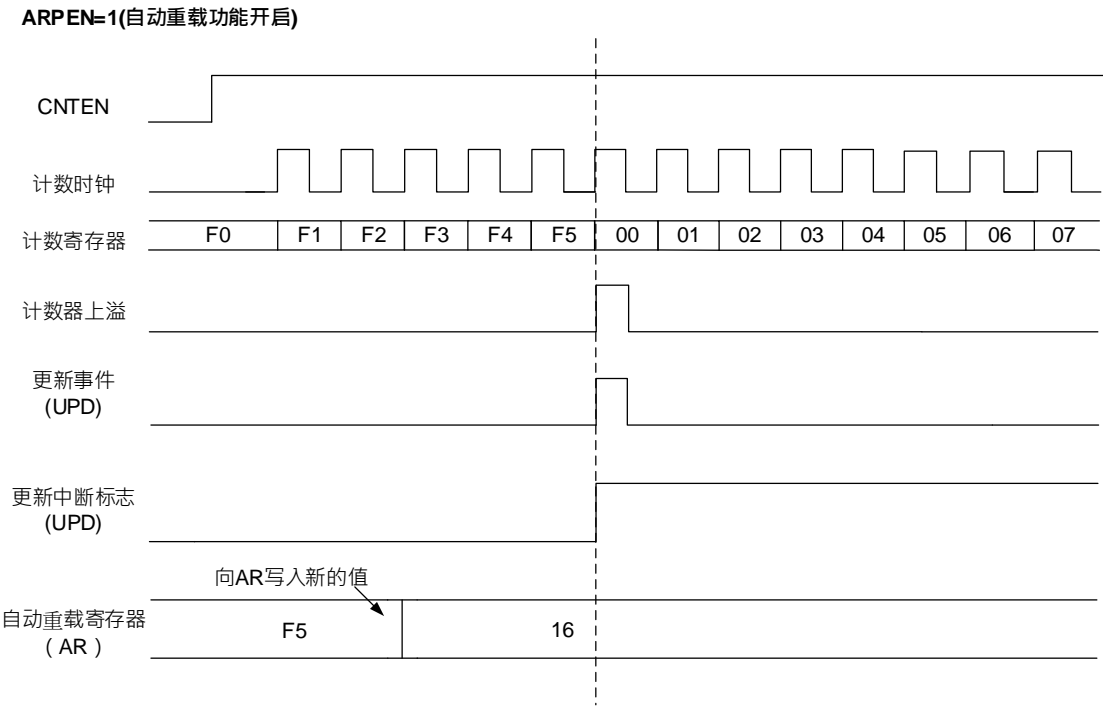 ARPEN=1(自动重载功能开启)
CNTEN
计数时钟
计数寄存器 F0 F1 F2 F3 F4 F5 00 01 02 03 04 05 06 07
计数器上溢
更新事件
(UPD)
更新中断标志
(UPD)
向AR写入新的值
自动重载寄存器
（AR） F5 16